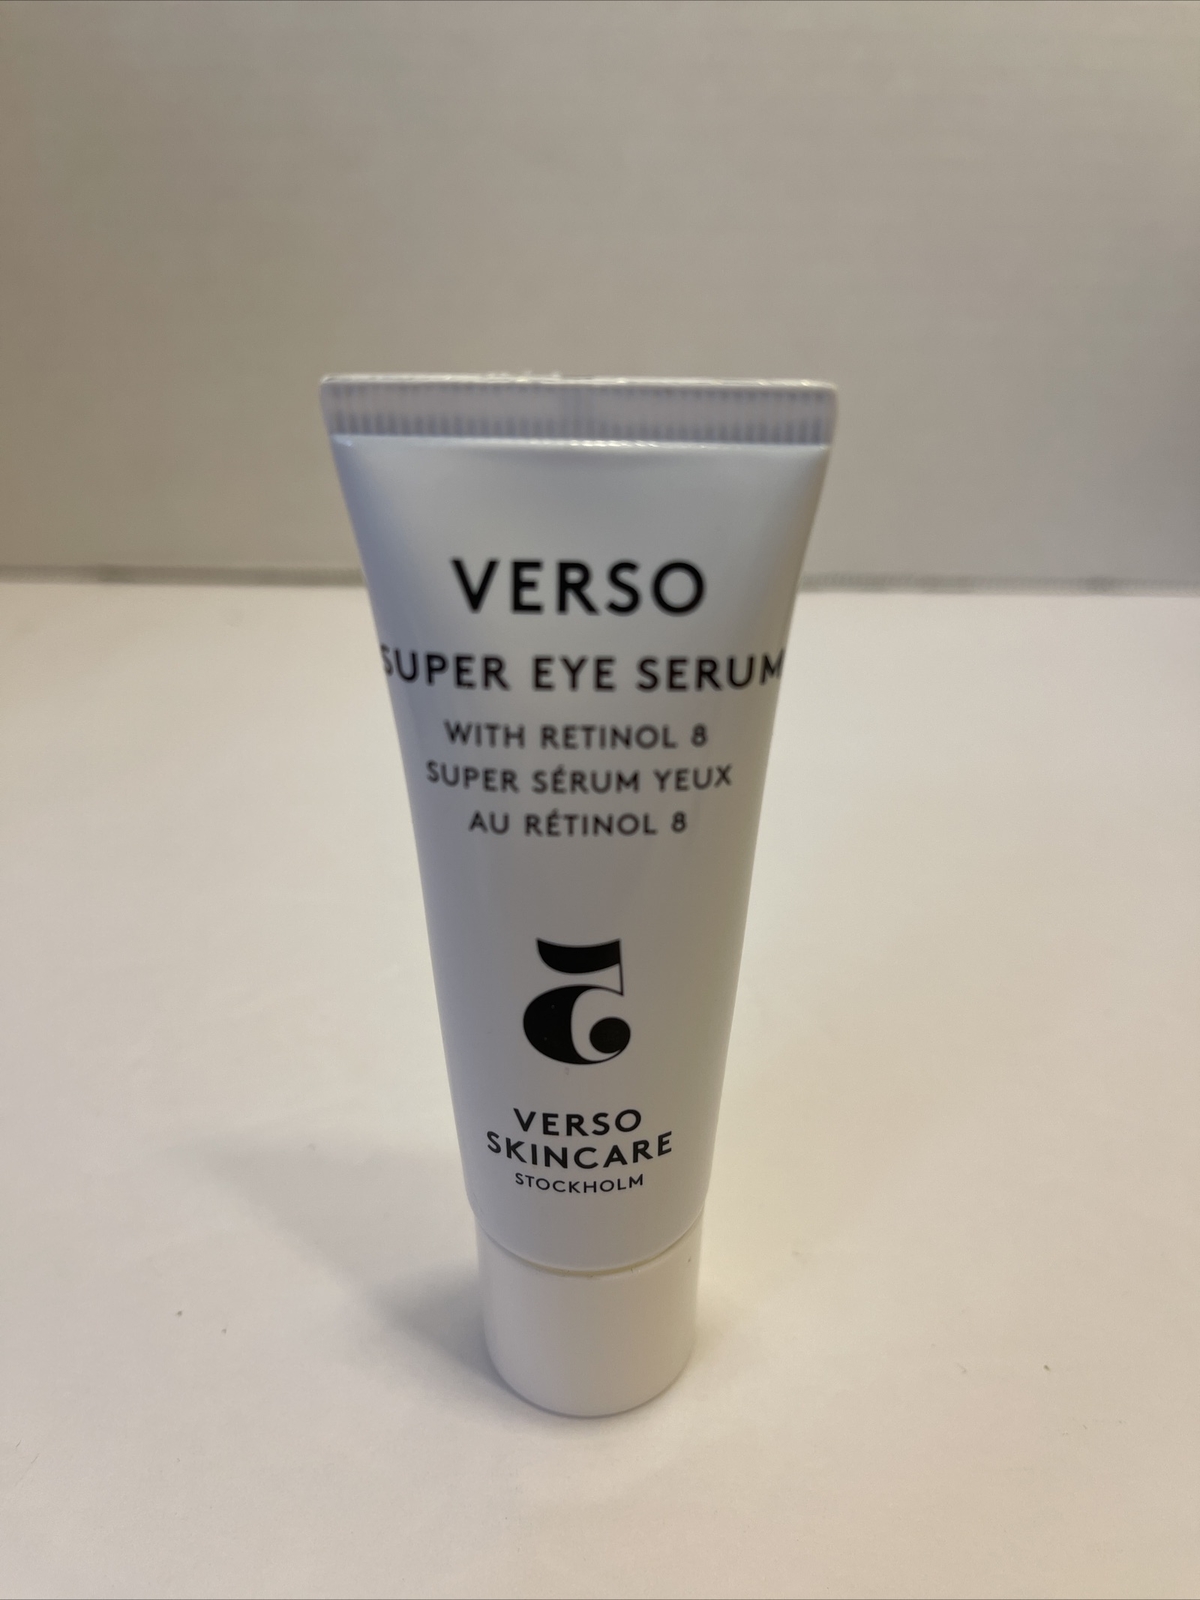 VERSO
SUPER EYE SERUM
WITH RETINOL 8
SUPER SÉRUM YEUX
AU RÉTINOL 8
5
VERSO
SKINCARE
STOCKHOLM